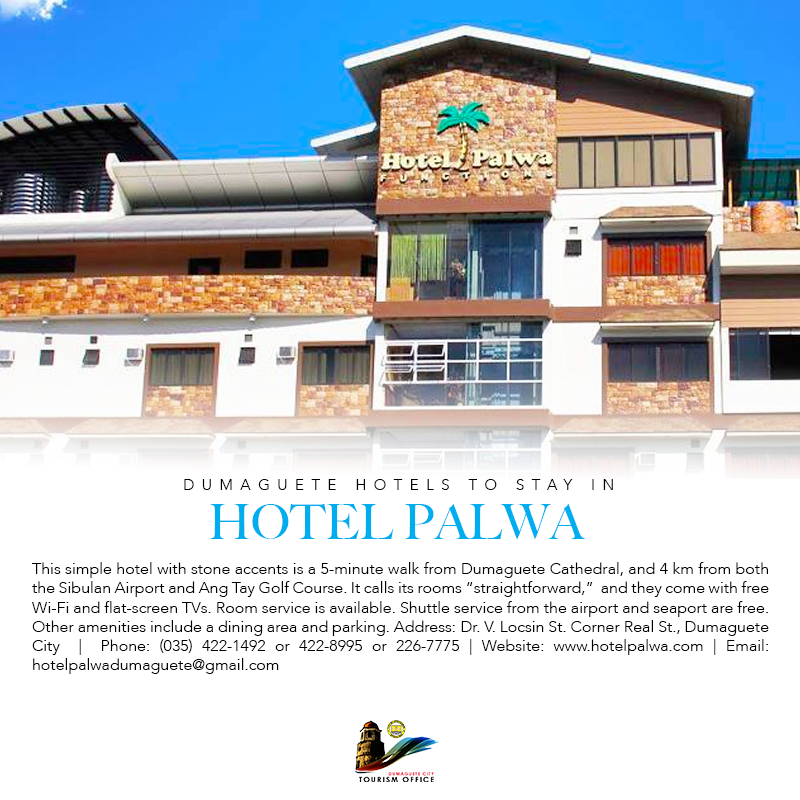 Hotel Palwa
FUNCTIONS
DUMAGUETE HOTELS TO STAY IN
HOTEL PALWA
This simple hotel with stone accents is a 5-minute walk from Dumaguete Cathedral, and 4 km from both
the Sibulan Airport and Ang Tay Golf Course. It calls its rooms “straightforward,” and they come with free
Wi-Fi and flat-screen TVs. Room service is available. Shuttle service from the airport and seaport are free.
Other amenities include a dining area and parking. Address: Dr. V. Locsin St. Corner Real St., Dumaguete
City | Phone: (035) 422-1492 or 422-8995 or 226-7775 | Website: www.hotelpalwa.com | Email:
hotelpalwadumaguete@gmail.com
DUMAGUETE CITY
TOURISM OFFICE